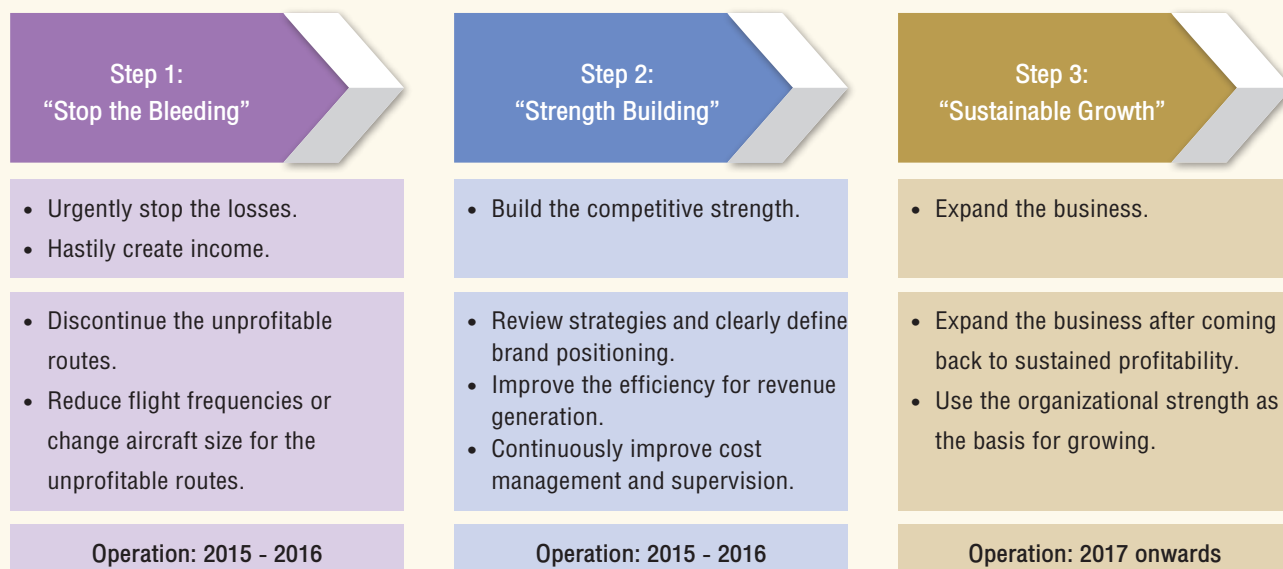 Step 1:
“Stop the Bleeding”
• Urgently stop the losses.
• Hastily create income.
• Discontinue the unprofitable
routes.
• Reduce flight frequencies or
change aircraft size for the
unprofitable routes.
Operation: 2015 - 2016
Step 2:
“Strength Building”
• Build the competitive strength.
• Review strategies and clearly define
brand positioning.
• Improve the efficiency for revenue
generation.
• Continuously improve cost
management and supervision.
Operation: 2015 - 2016
Step 3:
“Sustainable Growth”
• Expand the business.
• Expand the business after coming
back to sustained profitability.
• Use the organizational strength as
the basis for growing.
Operation: 2017 onwards